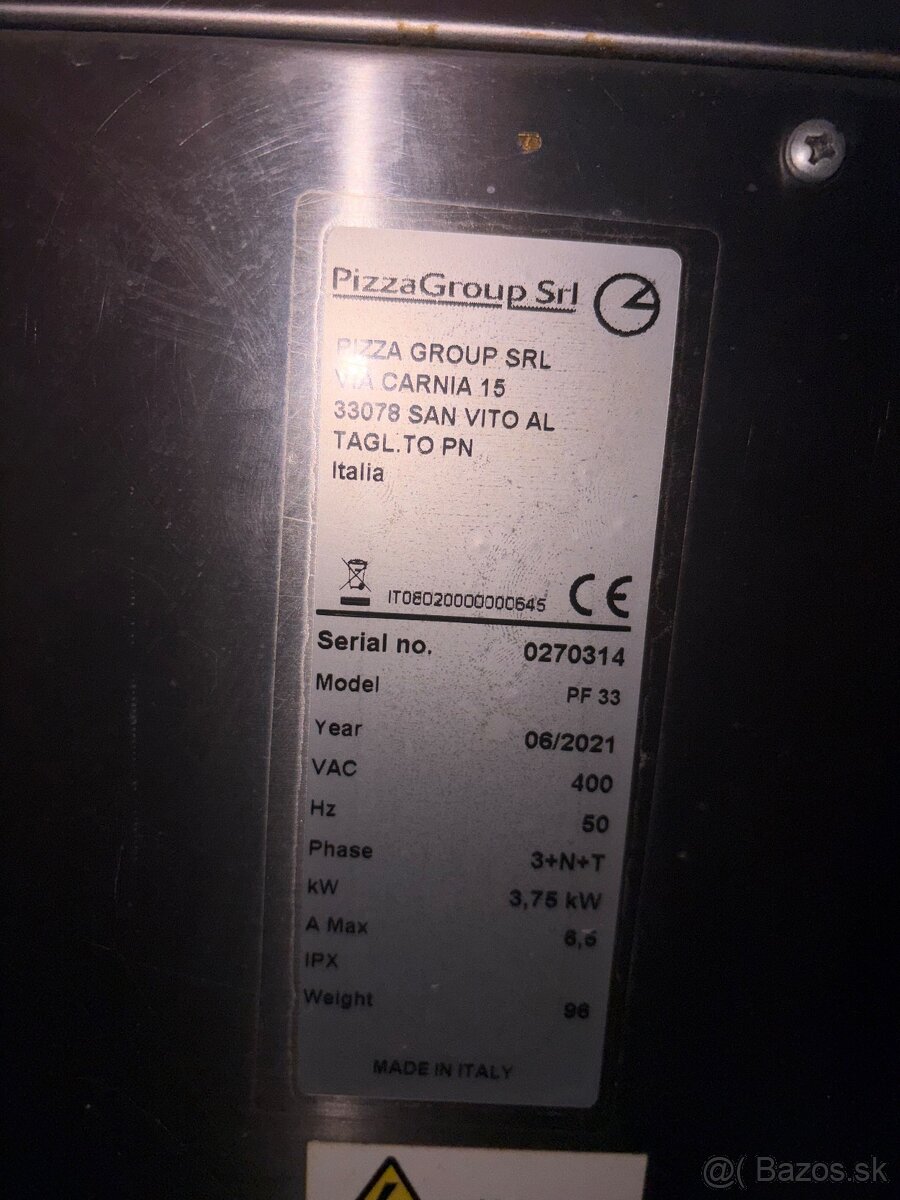 PizzaGroup Srl
PIZZA GROUP SRL
VIA CARNIA 15
33078 SAN VITO AL
TAGL.TO PN
Italia
IT08020000000645 CE
Serial no. 0270314
Model PF 33
Year 06/2021
VAC 400
Hz 50
Phase 3+N+T
kW 3,75 kW
A Max
IPX
Weight 96
MADE IN ITALY
@( Bazos.sk